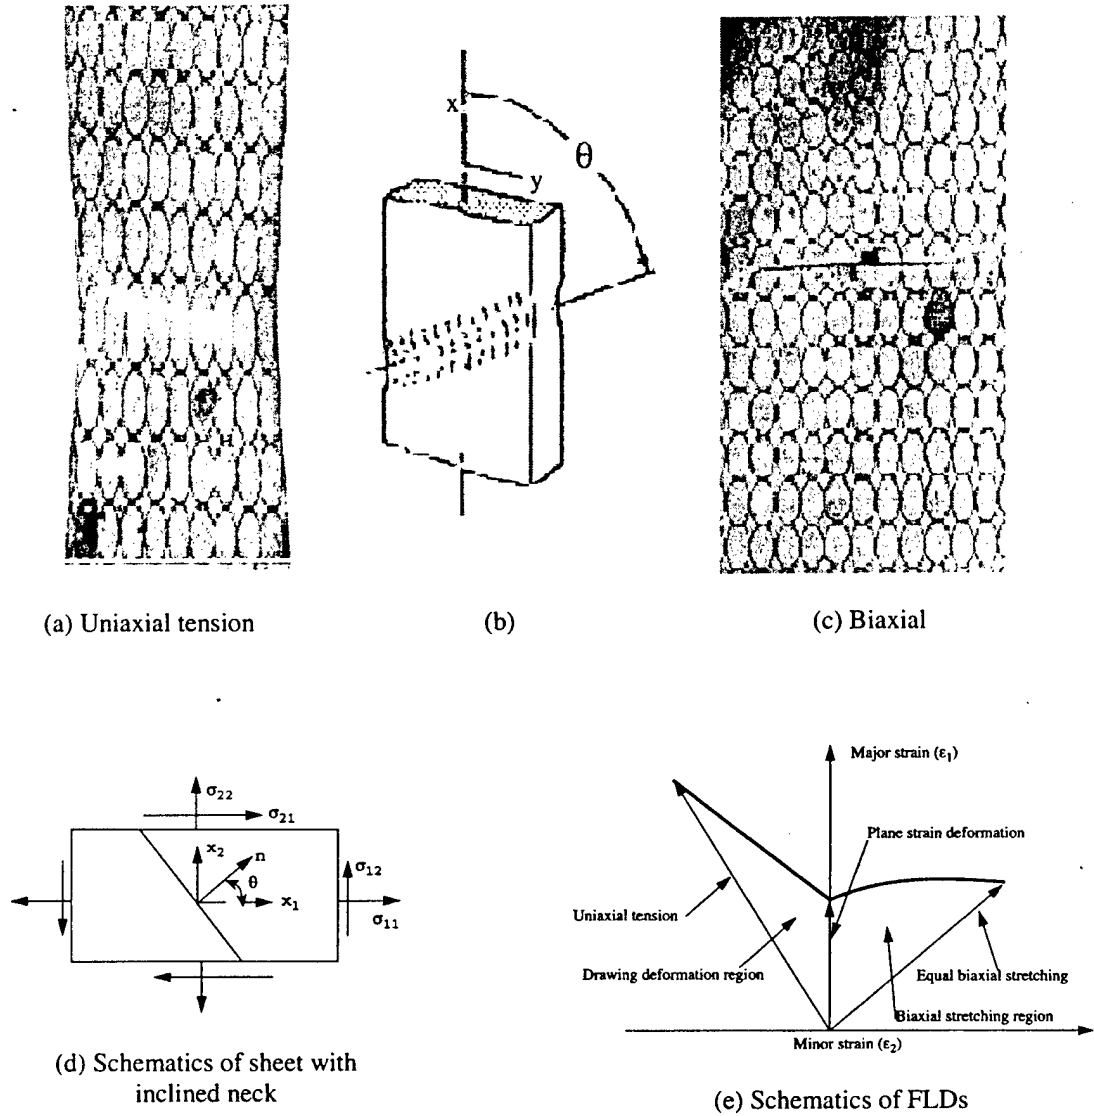 x
y
θ
(a) Uniaxial tension
(b)
(c) Biaxial
σ22
σ21
x2
n
θ
σ12
x1
σ11
(d) Schematics of sheet with
inclined neck
Major strain (ε1)
Plane strain deformation
Uniaxial tension
Drawing deformation region
Equal biaxial stretching
Biaxial stretching region
Minor strain (ε2)
(e) Schematics of FLDs